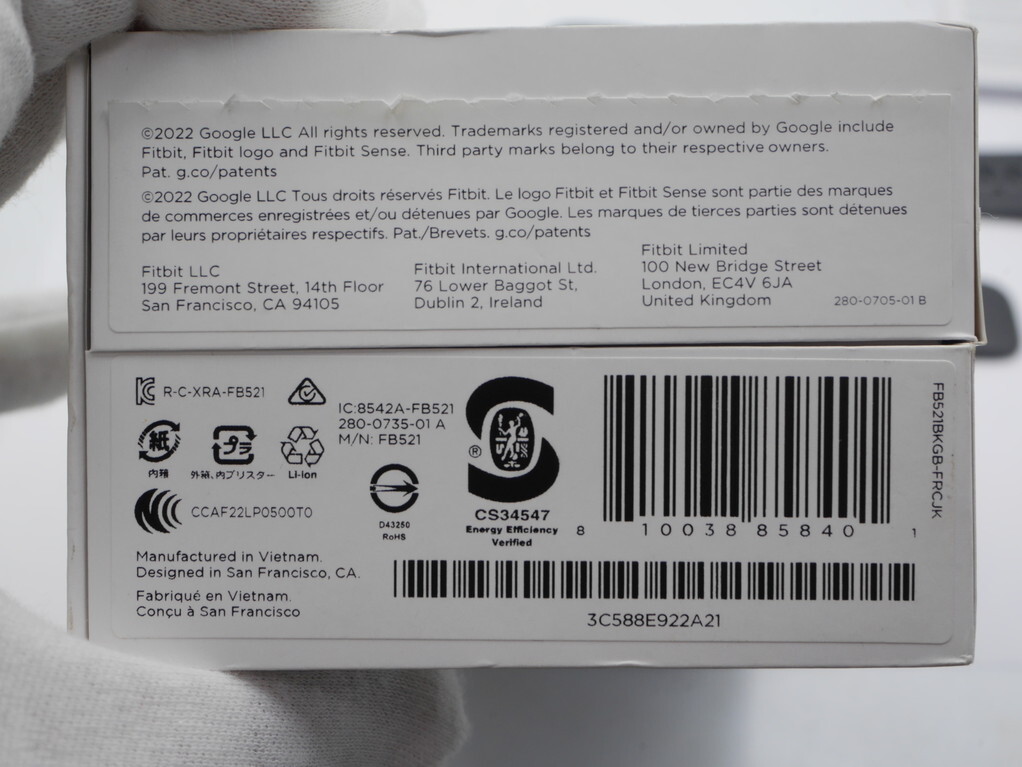 ©2022 Google LLC All rights reserved. Trademarks registered and/or owned by Google include
Fitbit, Fitbit logo and Fitbit Sense. Third party marks belong to their respective owners.
Pat. g.co/patents
©2022 Google LLC Tous droits réservés Fitbit. Le logo Fitbit et Fitbit Sense sont partie des marques
de commerces enregistrées et/ou détenues par Google. Les marques de tierces parties sont détenues
par leurs propriétaires respectifs. Pat./Brevets. g.co/patents
Fitbit LLC
199 Fremont Street, 14th Floor
San Francisco, CA 94105
Fitbit International Ltd.
76 Lower Baggot St,
Dublin 2, Ireland
Fitbit Limited
100 New Bridge Street
London, EC4V 6JA
United Kingdom
280-0705-01 B
R-C-XRA-FB521
IC:8542A-FB521
280-0735-01 A
M/N: FB521
紙
内箱
プラ
外箱、内ブリスター
Li-ion
CCAF22LP0500T0
D43250
RoHS
S
®
CS34547
Energy Efficiency
Verified
8 10038 85840 1
FB521BKGB-FRCJK
Manufactured in Vietnam.
Designed in San Francisco, CA.
Fabriqué en Vietnam.
Conçu à San Francisco
3C588E922A21